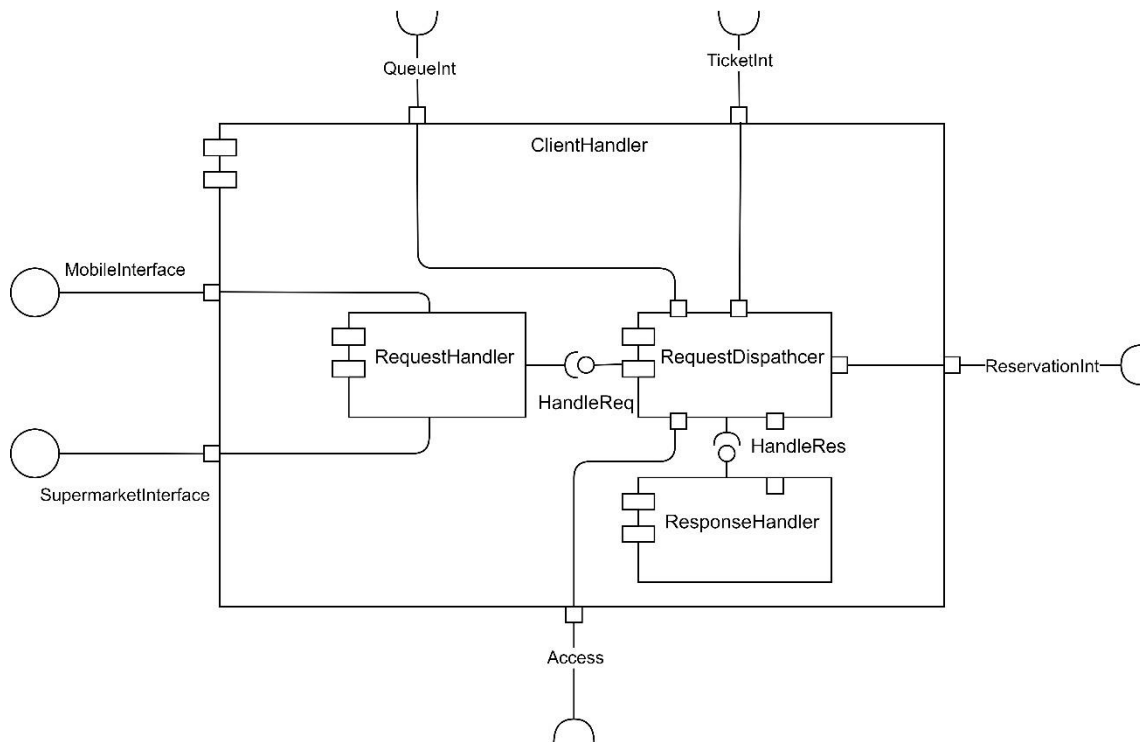 QueueInt
TicketInt
ClientHandler
MobileInterface
RequestHandler
RequestDispathcer
ReservationInt
HandleReq
HandleRes
SupermarketInterface
ResponseHandler
Access